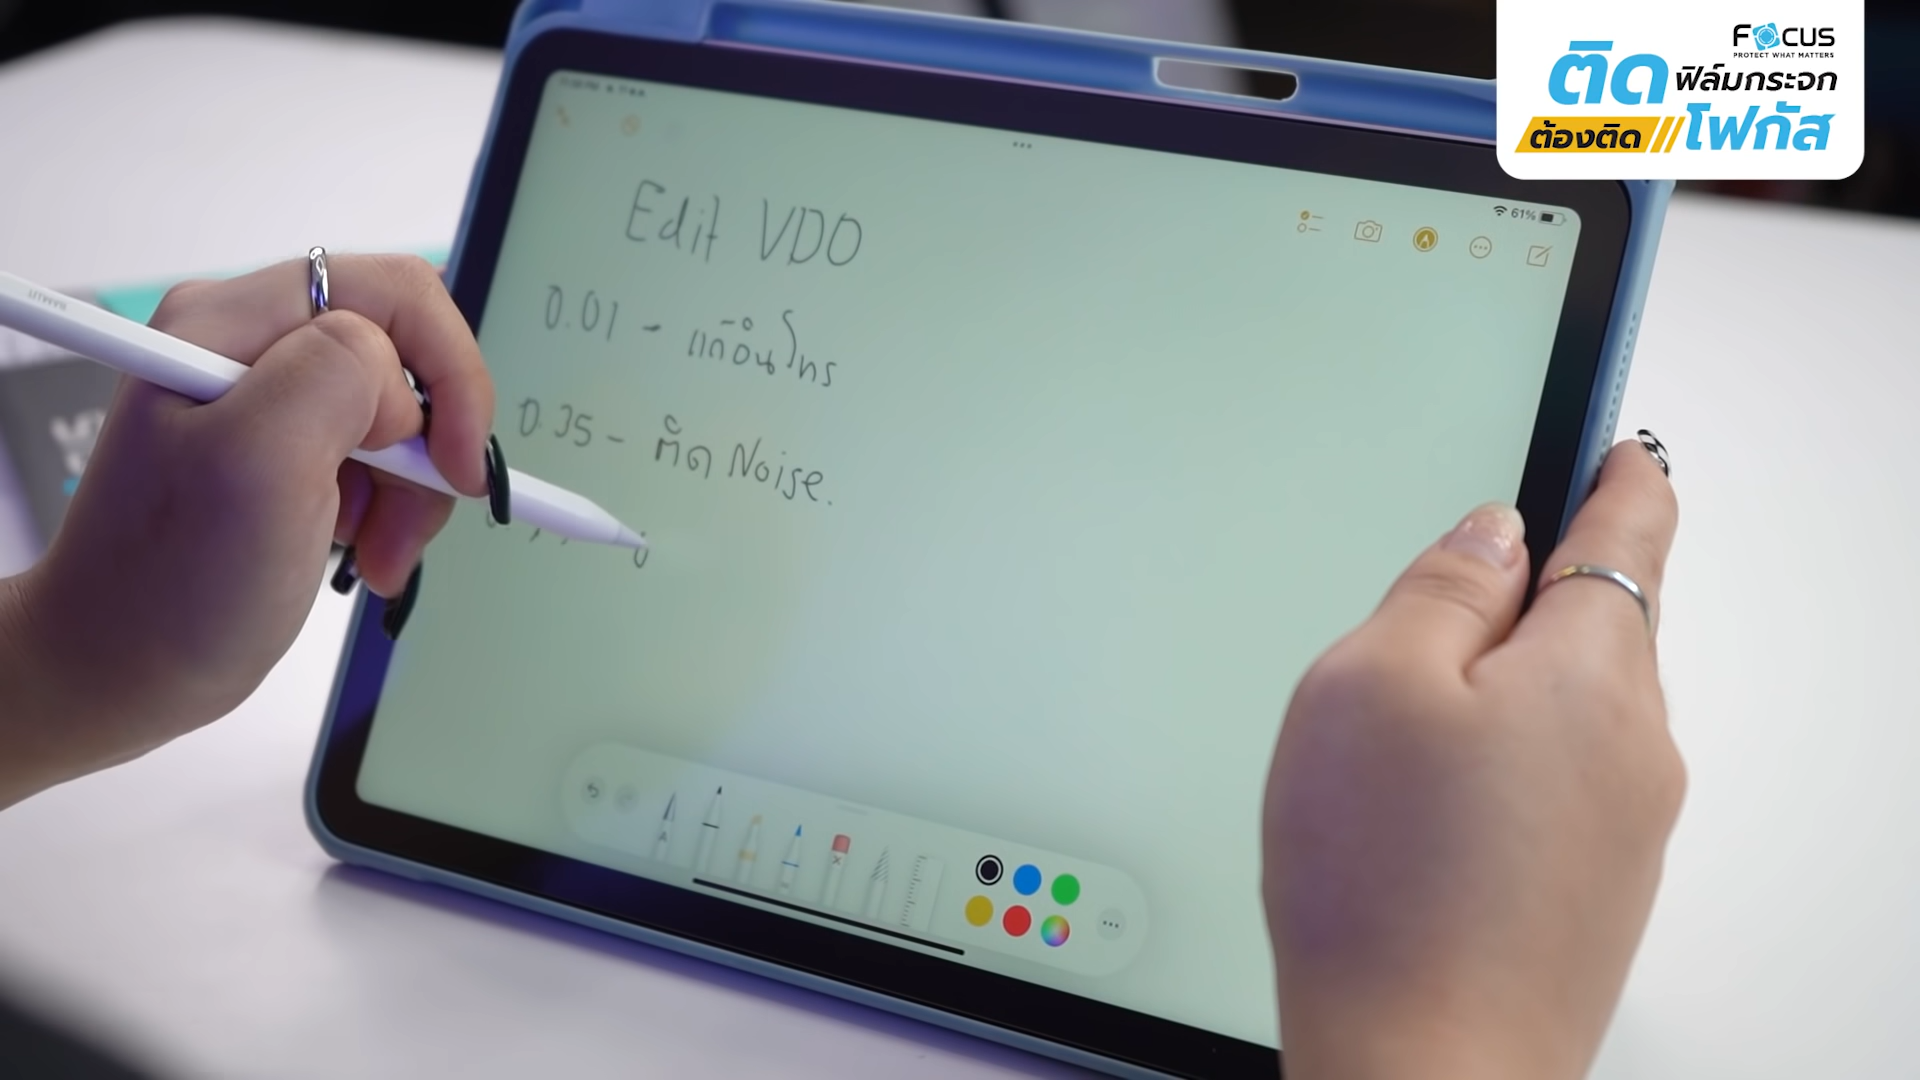 FOCUS
PROTECT WHAT MATTERS
ติด ฟิล์มกระจก
ต้องติด โฟกัส
61%
Edit VDO
0.01 - แก้อินโทร
0.35 - ติด Noise.